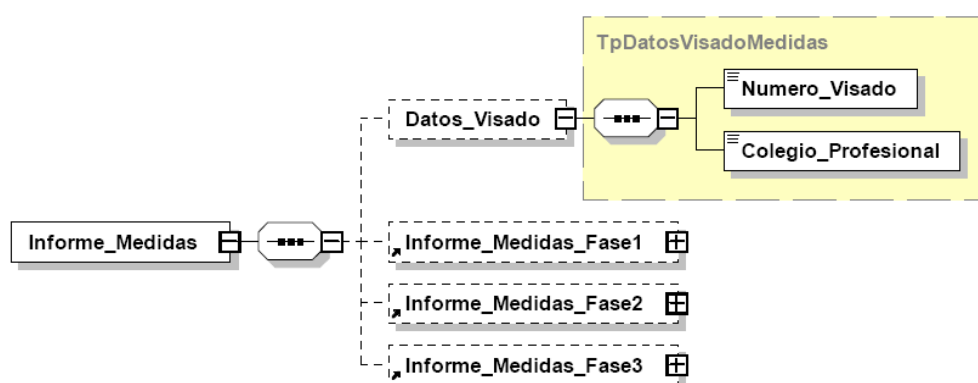 TpDatosVisadoMedidas
Numero_Visado
Datos_Visado
Colegio_Profesional
Informe_Medidas
Informe_Medidas_Fase1
Informe_Medidas_Fase2
Informe_Medidas_Fase3